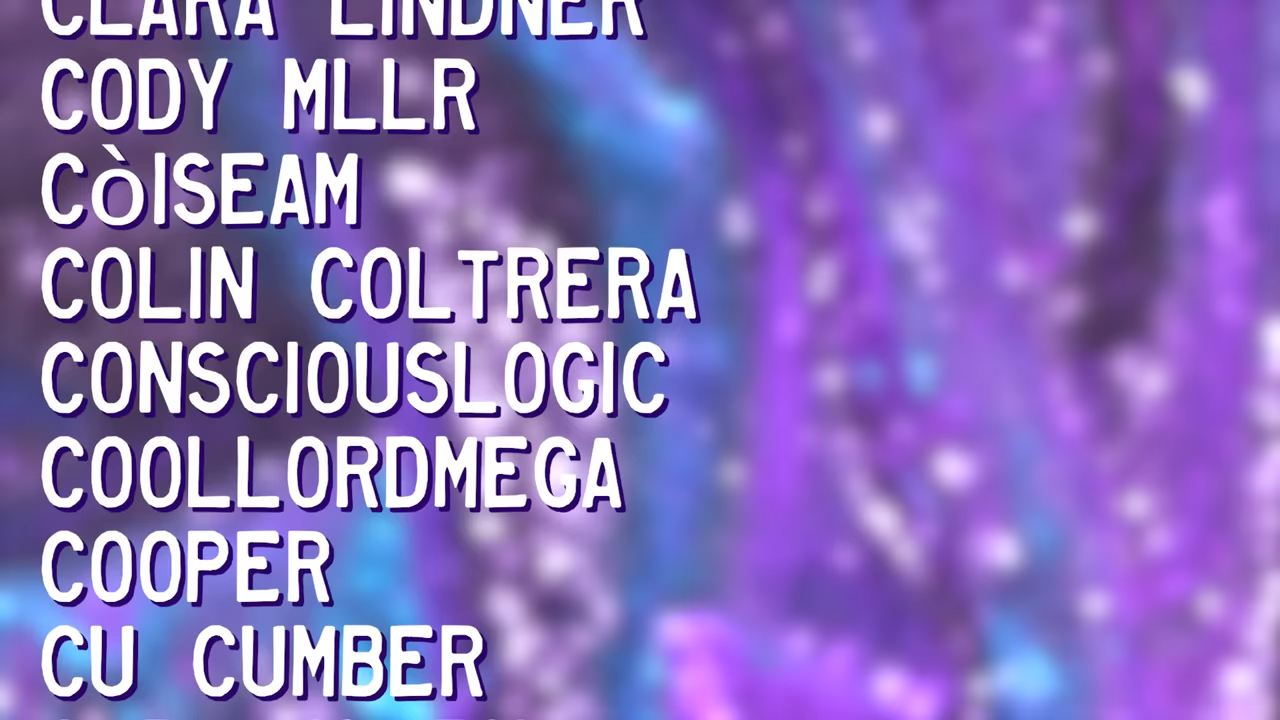 CLARA LINDNER
CODY MLLR
CÒISEAM
COLIN COLTRERA
CONSCIOUSLOGIC
COOLLORDMEGA
COOPER
CU CUMBER